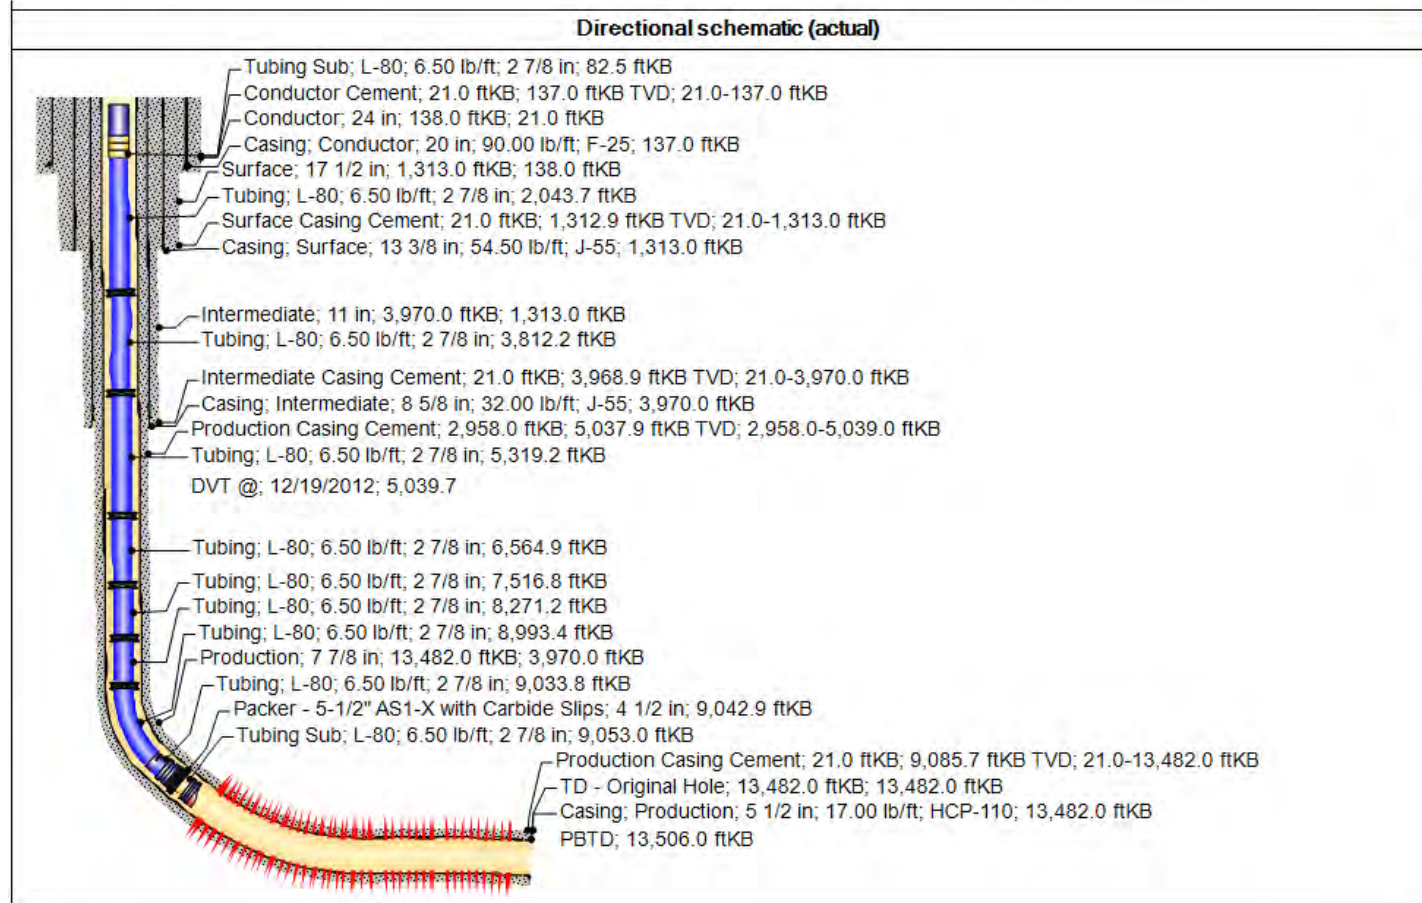 Directional schematic (actual)
Tubing Sub; L-80; 6.50 lb/ft; 2 7/8 in; 82.5 ftKB
Conductor Cement; 21.0 ftKB; 137.0 ftKB TVD; 21.0-137.0 ftKB
Conductor; 24 in; 138.0 ftKB; 21.0 ftKB
Casing; Conductor; 20 in; 90.00 lb/ft; F-25; 137.0 ftKB
Surface; 17 1/2 in; 1,313.0 ftKB; 138.0 ftKB
Tubing; L-80; 6.50 lb/ft; 2 7/8 in; 2,043.7 ftKB
Surface Casing Cement; 21.0 ftKB; 1,312.9 ftKB TVD; 21.0-1,313.0 ftKB
Casing; Surface; 13 3/8 in; 54.50 lb/ft; J-55; 1,313.0 ftKB
Intermediate; 11 in; 3,970.0 ftKB; 1,313.0 ftKB
Tubing; L-80; 6.50 lb/ft; 2 7/8 in; 3,812.2 ftKB
Intermediate Casing Cement; 21.0 ftKB; 3,968.9 ftKB TVD; 21.0-3,970.0 ftKB
Casing; Intermediate; 8 5/8 in; 32.00 lb/ft; J-55; 3,970.0 ftKB
Production Casing Cement; 2,958.0 ftKB; 5,037.9 ftKB TVD; 2,958.0-5,039.0 ftKB
Tubing; L-80; 6.50 lb/ft; 2 7/8 in; 5,319.2 ftKB
DVT @; 12/19/2012; 5,039.7
Tubing; L-80; 6.50 lb/ft; 2 7/8 in; 6,564.9 ftKB
Tubing; L-80; 6.50 lb/ft; 2 7/8 in; 7,516.8 ftKB
Tubing; L-80; 6.50 lb/ft; 2 7/8 in; 8,271.2 ftKB
Tubing; L-80; 6.50 lb/ft; 2 7/8 in; 8,993.4 ftKB
Production; 7 7/8 in; 13,482.0 ftKB; 3,970.0 ftKB
Tubing; L-80; 6.50 lb/ft; 2 7/8 in; 9,033.8 ftKB
Packer - 5-1/2" AS1-X with Carbide Slips; 4 1/2 in; 9,042.9 ftKB
Tubing Sub; L-80; 6.50 lb/ft; 2 7/8 in; 9,053.0 ftKB
Production Casing Cement; 21.0 ftKB; 9,085.7 ftKB TVD; 21.0-13,482.0 ftKB
TD - Original Hole; 13,482.0 ftKB; 13,482.0 ftKB
Casing; Production; 5 1/2 in; 17.00 lb/ft; HCP-110; 13,482.0 ftKB
PBTD; 13,506.0 ftKB